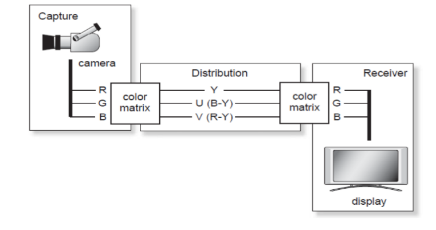 Capture
camera
R
G
B
color
matrix
Distribution
Y
U (B-Y)
V (R-Y)
color
matrix
Receiver
R
G
B
display